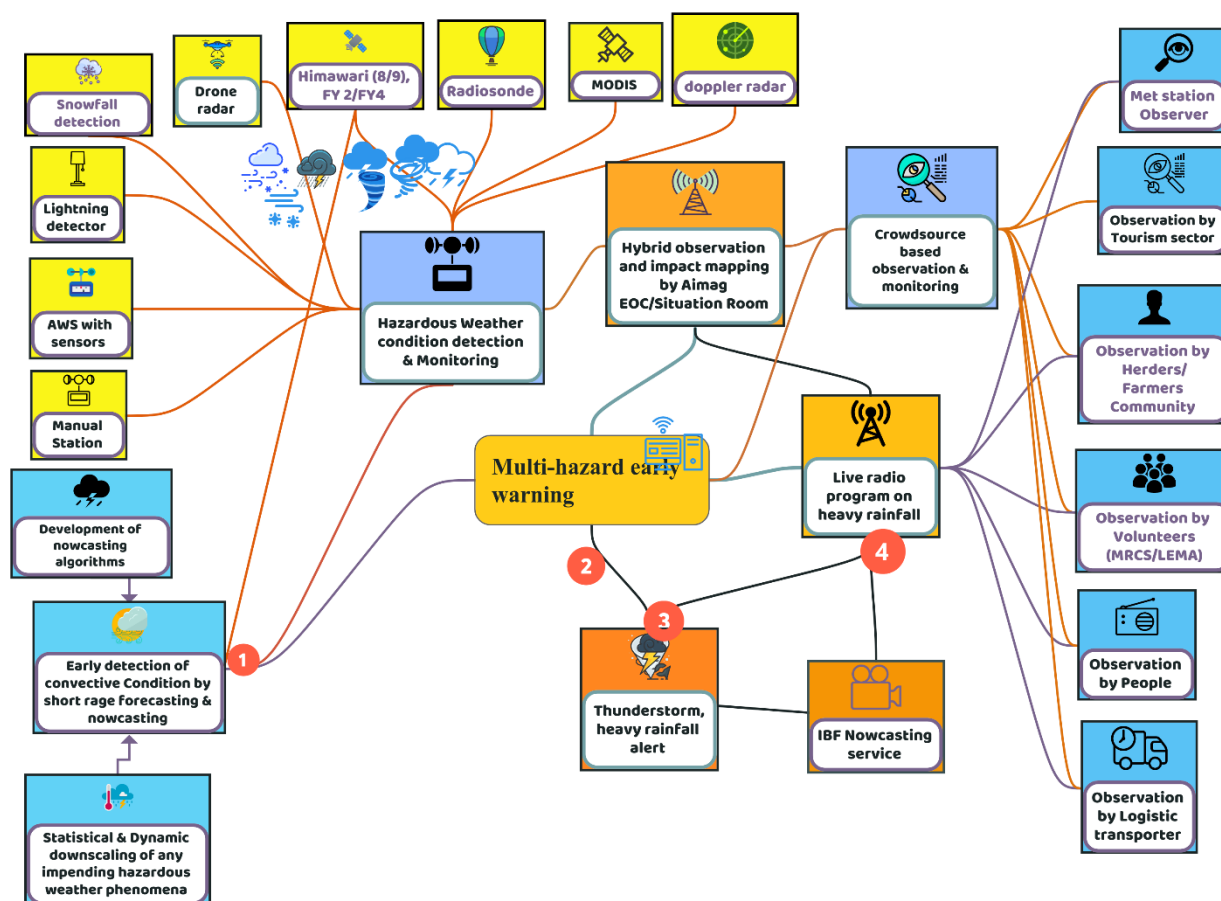 Snowfall
detection
Drone
radar
Himawari (8/9),
FY 2/FY4
Radiosonde
MODIS
doppler radar
Met station
Observer
Lightning
detector
AWS with
sensors
Manual
Station
Hazardous Weather
condition detection
& Monitoring
Hybrid observation
and impact mapping
by Aimag
EOC/Situation Room
Crowdsource
based
observation &
monitoring
Observation by
Tourism sector
Observation by
Herders/
Farmers
Community
Multi-hazard early
warning
Live radio
program on
heavy rainfall
Observation by
Volunteers
(MRCS/LEMA)
Development of
nowcasting
algorithms
1
2
3
4
Early detection of
convective Condition by
short rage forecasting &
nowcasting
Thunderstorm,
heavy rainfall
alert
IBF Nowcasting
service
Observation
by People
Observation
by Logistic
transporter
Statistical & Dynamic
downscaling of any
impending hazardous
weather phenomena